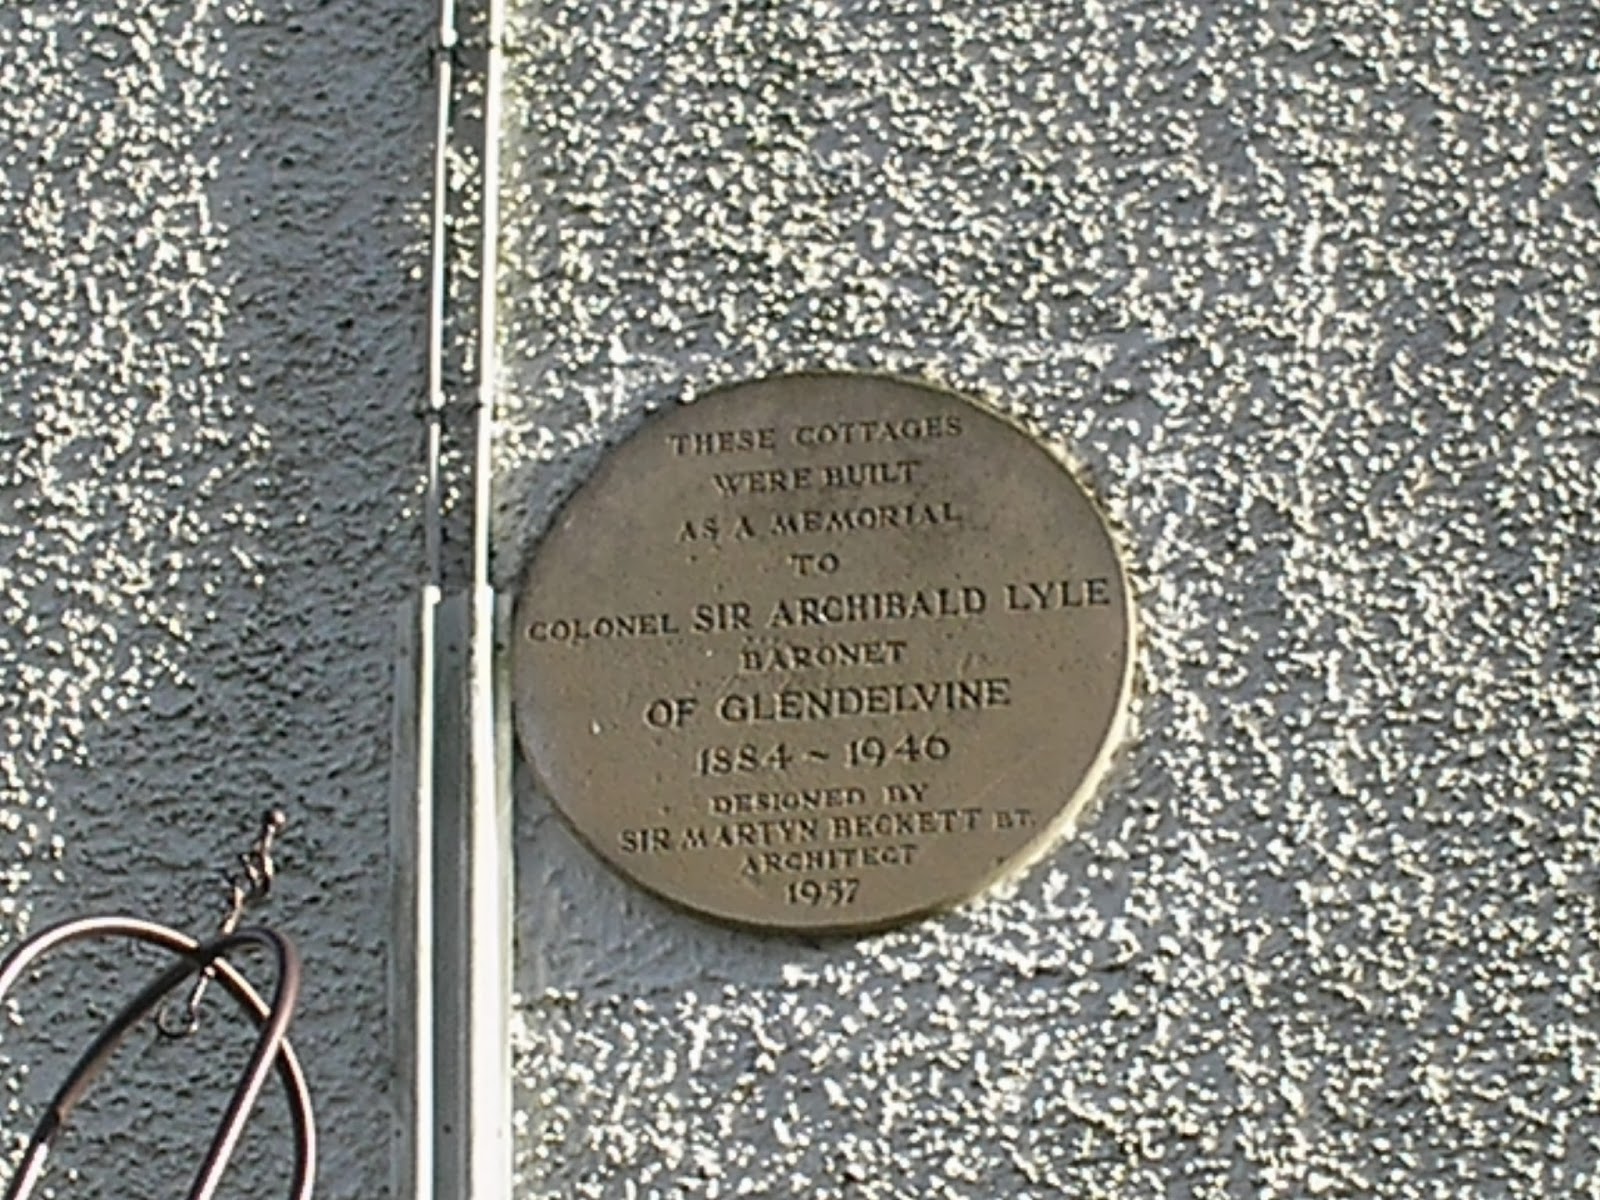 THESE COTTAGES
WERE BUILT
AS A MEMORIAL
TO
COLONEL SIR ARCHIBALD LYLE
BARONET
OF GLENDELVINE
1884 ~ 1946
DESIGNED BY
SIR MARTYN BECKETT BT.
ARCHITECT
1957